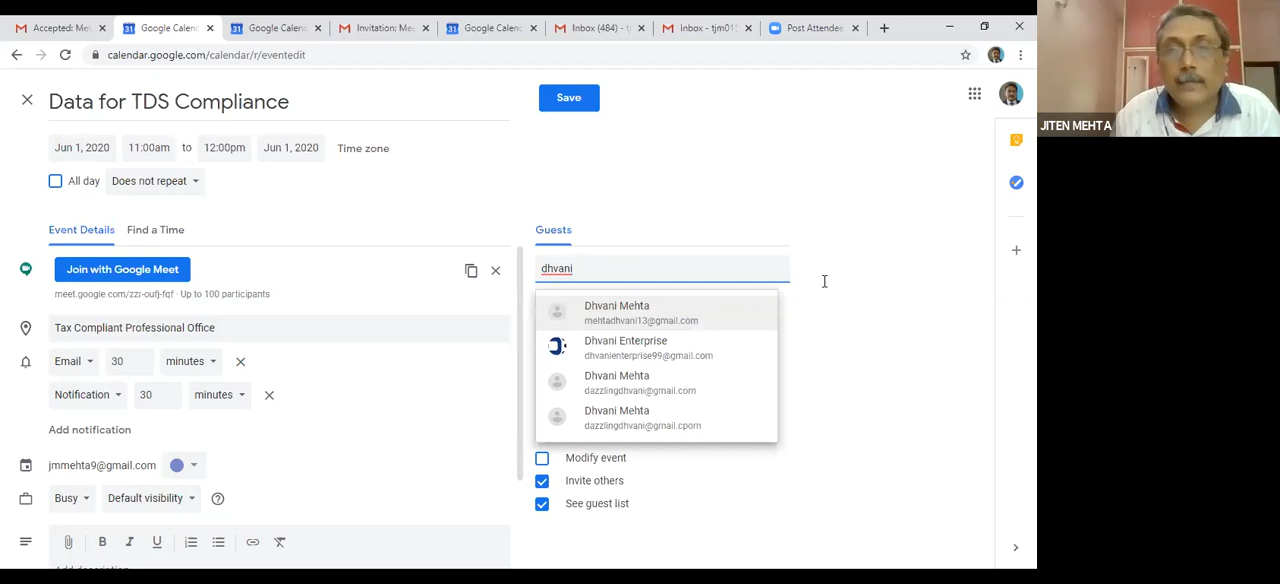 Accepted: Me
Google Calen
Google Calen
Invitation: Me
Google Calen
Inbox (484) - t
Inbox - tjm01
Post Attendee
calendar.google.com/calendar/r/eventedit
Data for TDS Compliance
Save
Jun 1, 2020 11:00am to 12:00pm Jun 1, 2020 Time zone
All day Does not repeat
Event Details Find a Time
Guests
Join with Google Meet
meet.google.com/zzr-oufj-fqf · Up to 100 participants
Tax Compliant Professional Office
Email 30 minutes
Notification 30 minutes
Add notification
jmmehta9@gmail.com
Busy Default visibility
B I U
dhvani
Dhvani Mehta
mehtadhvani13@gmail.com
Dhvani Enterprise
dhvanienterprise99@gmail.com
Dhvani Mehta
dazzlingdhvani@gmail.com
Dhvani Mehta
dazzlingdhvani@gmail.cpom
Modify event
Invite others
See guest list
JITEN MEHTA